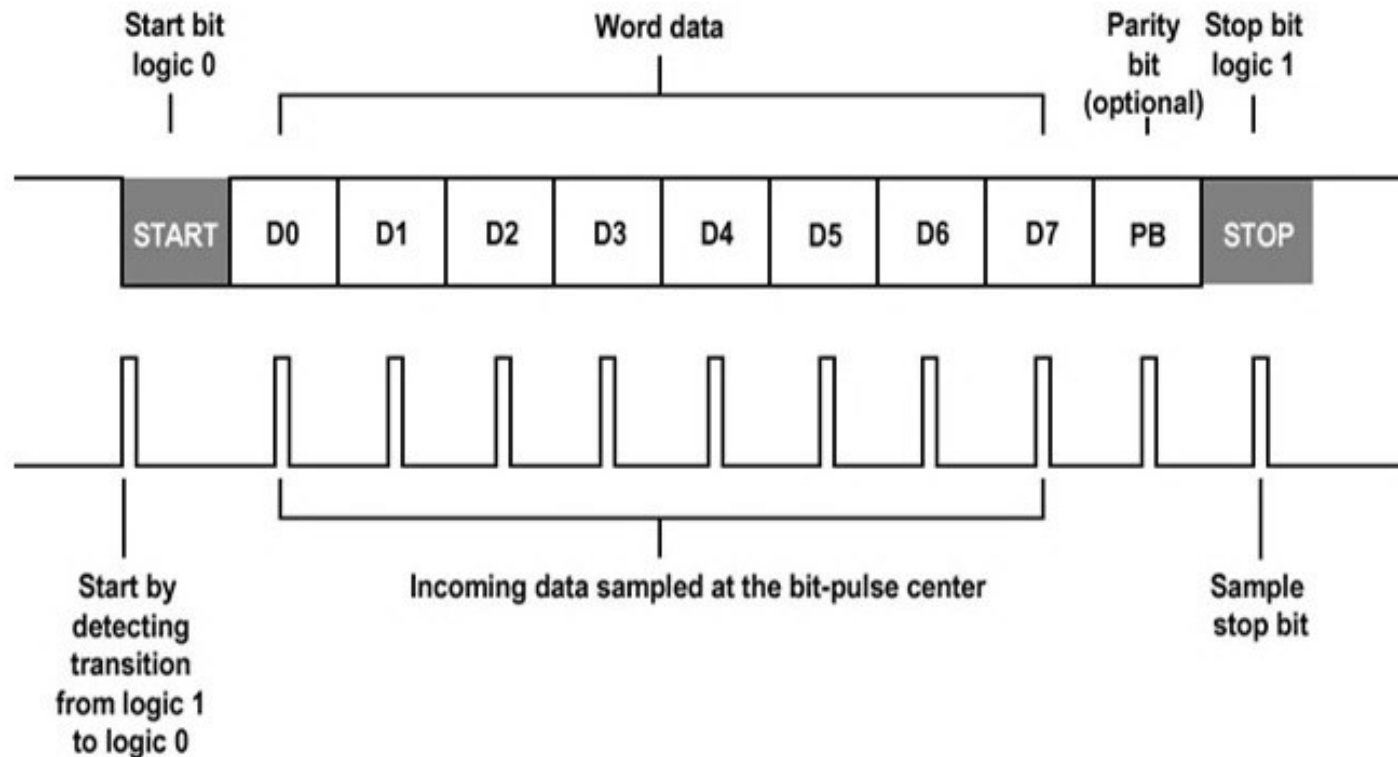 Start bit
logic 0
Word data
Parity
bit
(optional)
Stop bit
logic 1
START D0 D1 D2 D3 D4 D5 D6 D7 PB STOP
Start by
detecting
transition
from logic 1
to logic 0
Incoming data sampled at the bit-pulse center
Sample
stop bit